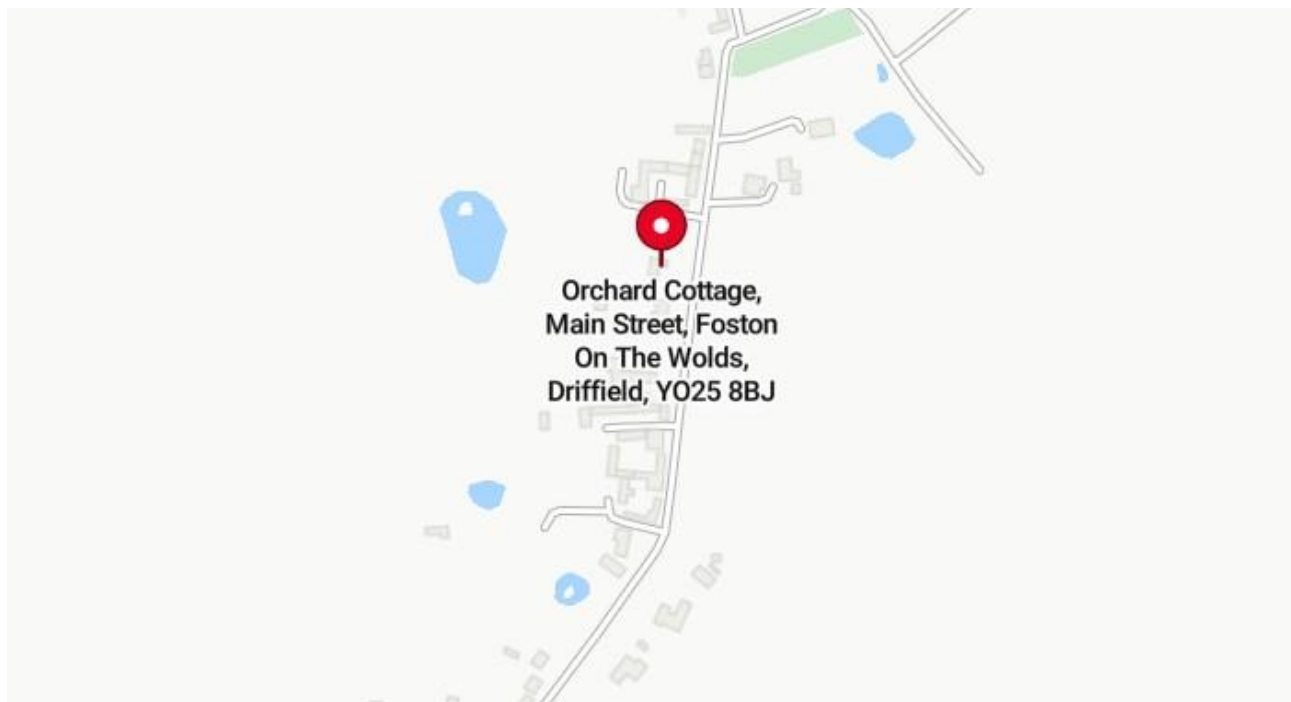 Orchard Cottage,
Main Street, Foston
On The Wolds,
Driffield, YO25 8BJ